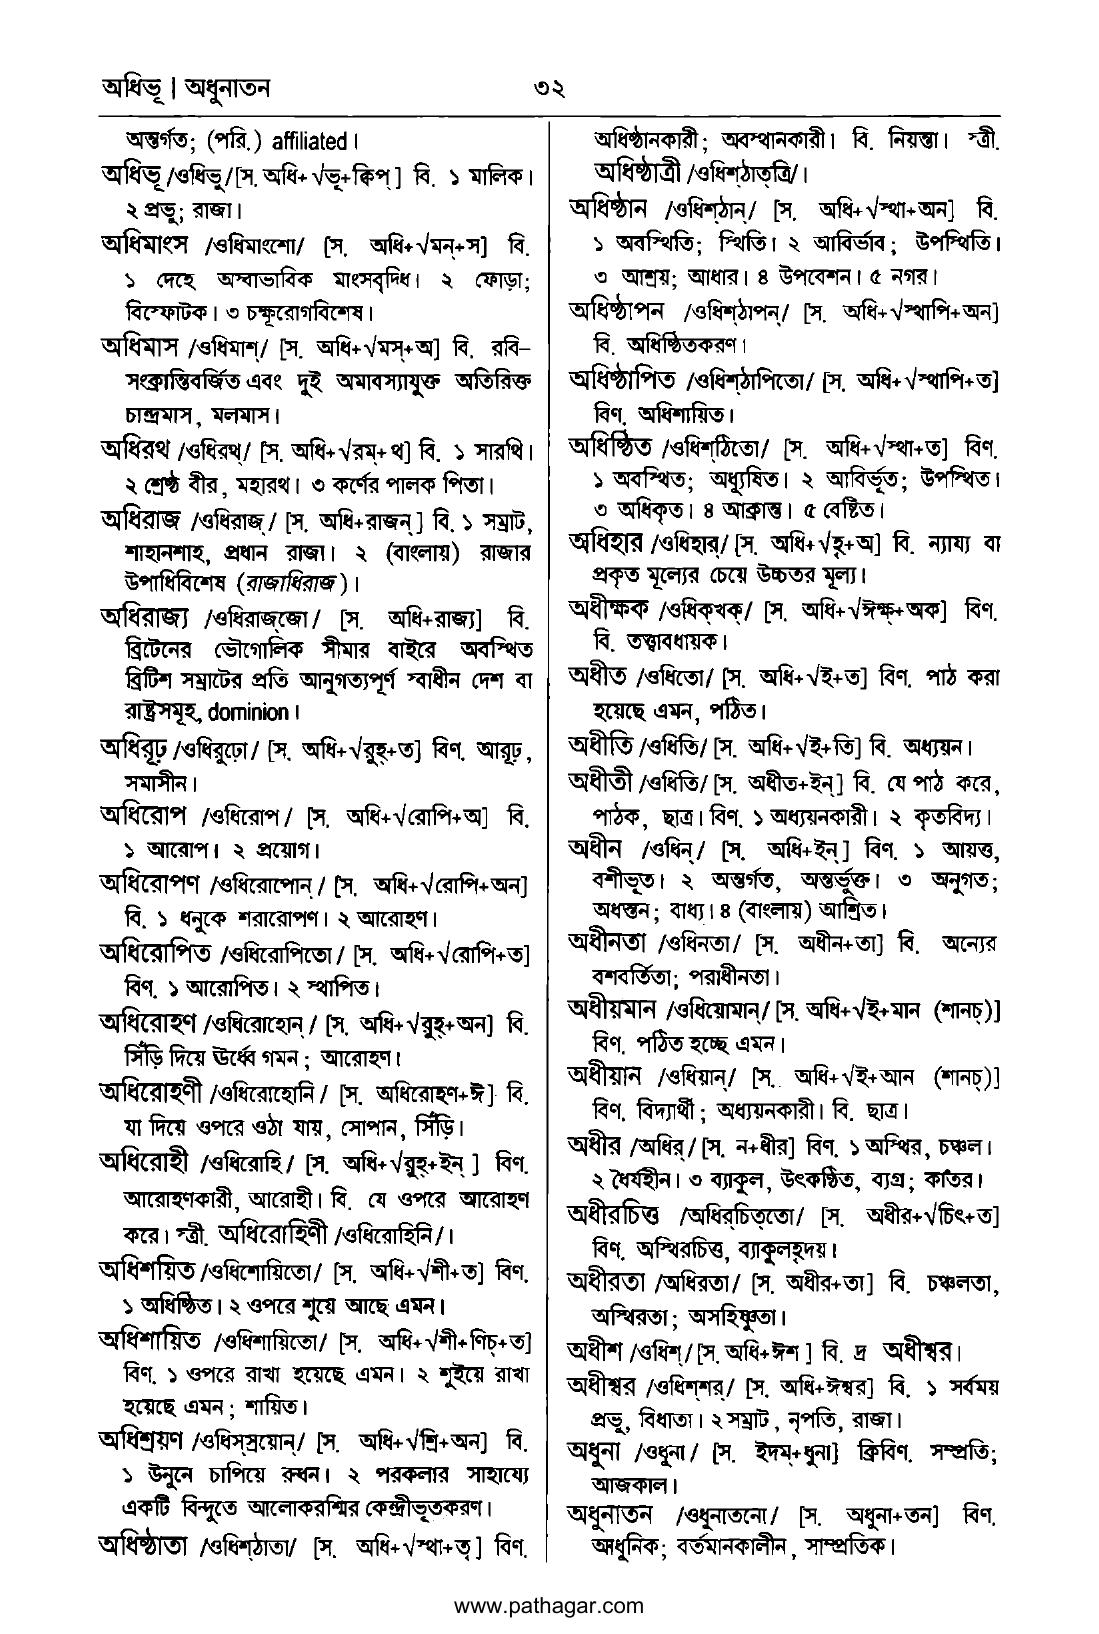 অধিভূ | অধুনাতন
৩২
অন্তর্গত; (পরি.) affiliated।
অধিভূ /ওধিভু/[স. অধি+√ভূ+ক্বিপ্] বি. ১ মালিক।
২ প্রভু; রাজা।
অধিমাংস /ওধিমাংশো/ [স. অধি+√মন্+স] বি.
১ দেহে অস্বাভাবিক মাংসবৃদ্ধি। ২ ফোড়া;
বিস্ফোটক। ৩ চক্ষূরোগবিশেষ।
অধিমাস /ওধিমাশ্/ [স. অধি+√মস্+অ] বি. রবি-
সংক্রান্তিবর্জিত এবং দুই অমাবস্যাযুক্ত অতিরিক্ত
চান্দ্রমাস, মলমাস।
অধিরথ /ওধিরথ্/ [স. অধি+√রম্+থ] বি. ১ সারথি।
২ শ্রেষ্ঠ বীর, মহারথ। ৩ কর্ণের পালক পিতা।
অধিরাজ /ওধিরাজ্/ [স. অধি+রাজন্] বি. ১ সম্রাট,
শাহানশাহ, প্রধান রাজা। ২ (বাংলায়) রাজার
উপাধিবিশেষ (রাজাধিরাজ)।
অধিরাজ্য /ওধিরাজ্‌জো/ [স. অধি+রাজ্য] বি.
ব্রিটেনের ভৌগোলিক সীমার বাইরে অবস্থিত
ব্রিটিশ সম্রাটের প্রতি আনুগত্যপূর্ণ স্বাধীন দেশ বা
রাষ্ট্রসমূহ, dominion।
অধিরূঢ় /ওধিরুঢ়ো/ [স. অধি+√রুহ্+ত] বিণ. আরূঢ়,
সমাসীন।
অধিরোপ /ওধিরোপ/ [স. অধি+√রোপি+অ] বি.
১ আরোপ। ২ প্রয়োগ।
অধিরোপণ /ওধিরোপোন্/ [স. অধি+√রোপি+অন]
বি. ১ ধনুকে শরারোপণ। ২ আরোহণ।
অধিরোপিত /ওধিরোপিতো/ [স. অধি+√রোপি+ত]
বিণ. ১ আরোপিত। ২ স্থাপিত।
অধিরোহণ /ওধিরোহোন্/ [স. অধি+√রুহ্+অন] বি.
সিঁড়ি দিয়ে ঊর্ধ্বে গমন; আরোহণ।
অধিরোহণী /ওধিরোহোনি/ [স. অধিরোহণ+ঈ] বি.
যা দিয়ে ওপরে ওঠা যায়, সোপান, সিঁড়ি।
অধিরোহী /ওধিরোহি/ [স. অধি+√রুহ্+ইন্] বিণ.
আরোহণকারী, আরোহী। বি. যে ওপরে আরোহণ
করে। স্ত্রী. অধিরোহিণী /ওধিরোহিনি/।
অধিশয়িত /ওধিশোয়িতো/ [স. অধি+√শী+ত] বিণ.
১ অধিষ্ঠিত। ২ ওপরে শুয়ে আছে এমন।
অধিশায়িত /ওধিশায়িতো/ [স. অধি+√শী+ণিচ্+ত]
বিণ. ১ ওপরে রাখা হয়েছে এমন। ২ শুইয়ে রাখা
হয়েছে এমন; শায়িত।
অধিশ্রয়ণ /ওধিস্‌স্রয়োন্/ [স. অধি+√শ্রি+অন] বি.
১ উনুনে চাপিয়ে রন্ধন। ২ পরকলার সাহায্যে
একটি বিন্দুতে আলোকরশ্মির কেন্দ্রীভূতকরণ।
অধিষ্ঠাতা /ওধিশ্‌ঠাতা/ [স. অধি+√স্থা+তৃ] বিণ.
অধিষ্ঠানকারী; অবস্থানকারী। বি. নিয়ন্তা। স্ত্রী.
অধিষ্ঠাত্রী /ওধিশ্‌ঠাত্‌ত্রি/।
অধিষ্ঠান /ওধিশ্‌ঠান্/ [স. অধি+√স্থা+অন] বি.
১ অবস্থিতি; স্থিতি। ২ আবির্ভাব; উপস্থিতি।
৩ আশ্রয়; আধার। ৪ উপবেশন। ৫ নগর।
অধিষ্ঠাপন /ওধিশ্‌ঠাপন্/ [স. অধি+√স্থাপি+অন]
বি. অধিষ্ঠিতকরণ।
অধিষ্ঠাপিত /ওধিশ্‌ঠাপিতো/ [স. অধি+√স্থাপি+ত]
বিণ. অধিশায়িত।
অধিষ্ঠিত /ওধিশ্‌ঠিতো/ [স. অধি+√স্থা+ত] বিণ.
১ অবস্থিত; অধ্যুষিত। ২ আবির্ভূত; উপস্থিত।
৩ অধিকৃত। ৪ আক্রান্ত। ৫ বেষ্টিত।
অধিহার /ওধিহার্/ [স. অধি+√হৃ+অ] বি. ন্যায্য বা
প্রকৃত মূল্যের চেয়ে উচ্চতর মূল্য।
অধীক্ষক /ওধিক্‌খক্/ [স. অধি+√ঈক্ষ্+অক] বিণ.
বি. তত্ত্বাবধায়ক।
অধীত /ওধিতো/ [স. অধি+√ই+ত] বিণ. পাঠ করা
হয়েছে এমন, পঠিত।
অধীতি /ওধিতি/ [স. অধি+√ই+তি] বি. অধ্যয়ন।
অধীতী /ওধিতি/ [স. অধীত+ইন্] বি. যে পাঠ করে,
পাঠক, ছাত্র। বিণ. ১ অধ্যয়নকারী। ২ কৃতবিদ্য।
অধীন /ওধিন্/ [স. অধি+ইন্] বিণ. ১ আয়ত্ত,
বশীভূত। ২ অন্তর্গত, অন্তর্ভুক্ত। ৩ অনুগত;
অধস্তন; বাধ্য। ৪ (বাংলায়) আশ্রিত।
অধীনতা /ওধিনতা/ [স. অধীন+তা] বি. অন্যের
বশবর্তিতা; পরাধীনতা।
অধীয়মান /ওধিয়োমান্/ [স. অধি+√ই+মান (শানচ্)]
বিণ. পঠিত হচ্ছে এমন।
অধীয়ান /ওধিয়ান্/ [স. অধি+√ই+আন (শানচ্)]
বিণ. বিদ্যার্থী; অধ্যয়নকারী। বি. ছাত্র।
অধীর /অধির্/ [স. ন+ধীর] বিণ. ১ অস্থির, চঞ্চল।
২ ধৈর্যহীন। ৩ ব্যাকুল, উৎকণ্ঠিত, ব্যগ্র; কাতর।
অধীরচিত্ত /অধির্‌চিত্‌তো/ [স. অধীর+√চিৎ+ত]
বিণ. অস্থিরচিত্ত, ব্যাকুলহৃদয়।
অধীরতা /অধিরতা/ [স. অধীর+তা] বি. চঞ্চলতা,
অস্থিরতা; অসহিষ্ণুতা।
অধীশ /ওধিশ্/ [স. অধি+ঈশ] বি. দ্র অধীশ্বর।
অধীশ্বর /ওধিশ্‌শর্/ [স. অধি+ঈশ্বর] বি. ১ সর্বময়
প্রভু, বিধাতা। ২ সম্রাট, নৃপতি, রাজা।
অধুনা /ওধুনা/ [স. ইদম্+ধুনা} ক্রিবিণ. সম্প্রতি;
আজকাল।
অধুনাতন /ওধুনাতনো/ [স. অধুনা+তন] বিণ.
আধুনিক; বর্তমানকালীন, সাম্প্রতিক।
www.pathagar.com